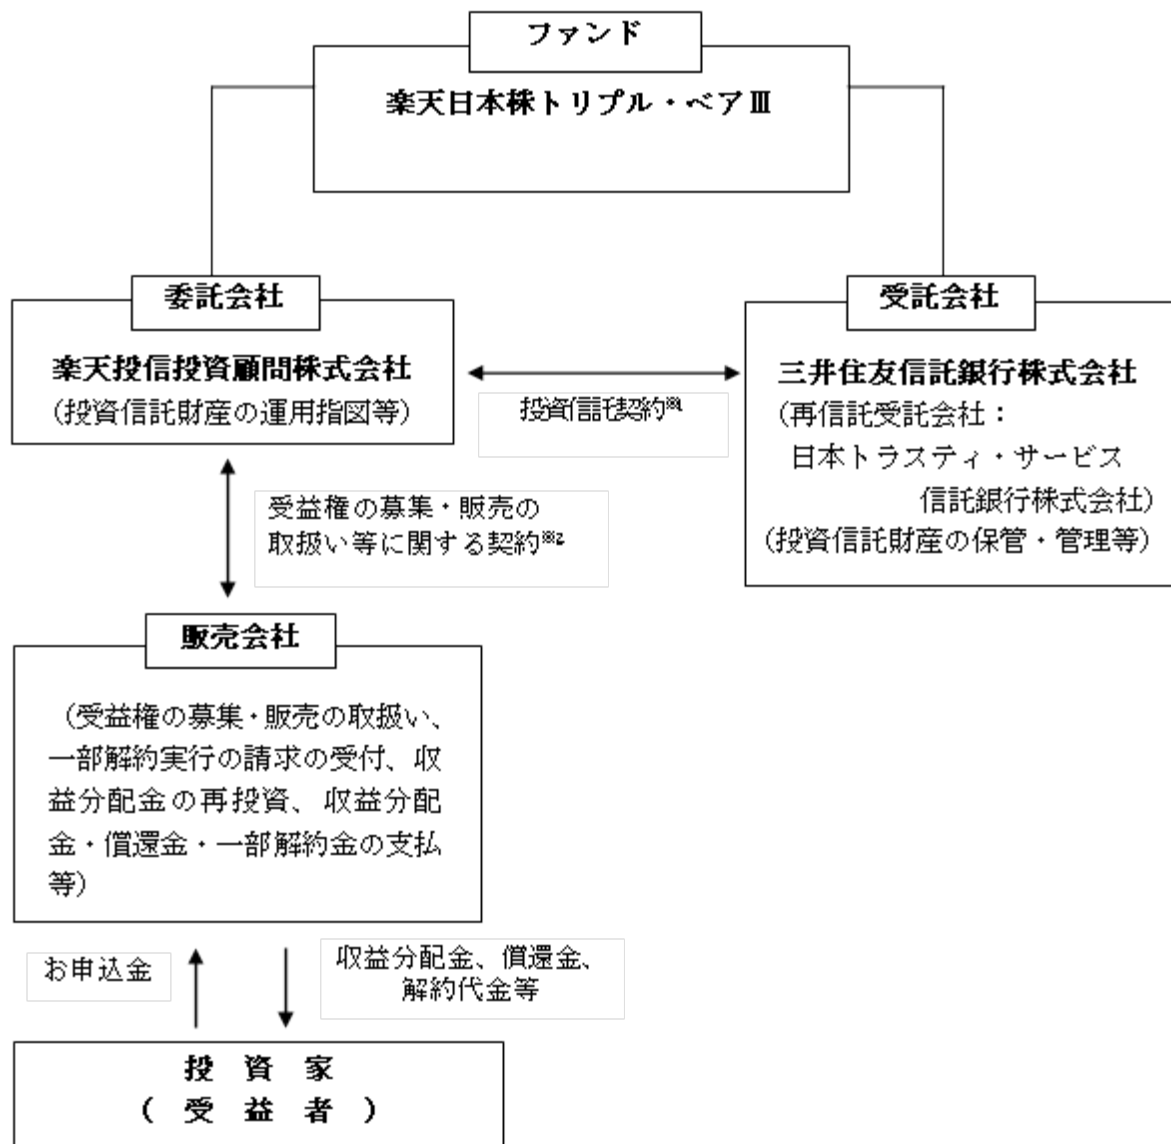 ファンド
楽天日本株トリプル・ベアⅢ
委託会社
楽天投信投資顧問株式会社
(投資信託財産の運用指図等)
投資信託契約※1
受託会社
三井住友信託銀行株式会社
(再信託受託会社：
日本トラスティ・サービス
信託銀行株式会社)
(投資信託財産の保管・管理等)
受益権の募集・販売の
取扱い等に関する契約※2
販売会社
(受益権の募集・販売の取扱い、
一部解約実行の請求の受付、収
益分配金の再投資、収益分配
金・償還金・一部解約金の支払
等)
お申込金
収益分配金、償還金、
解約代金等
投資家
(受益者)